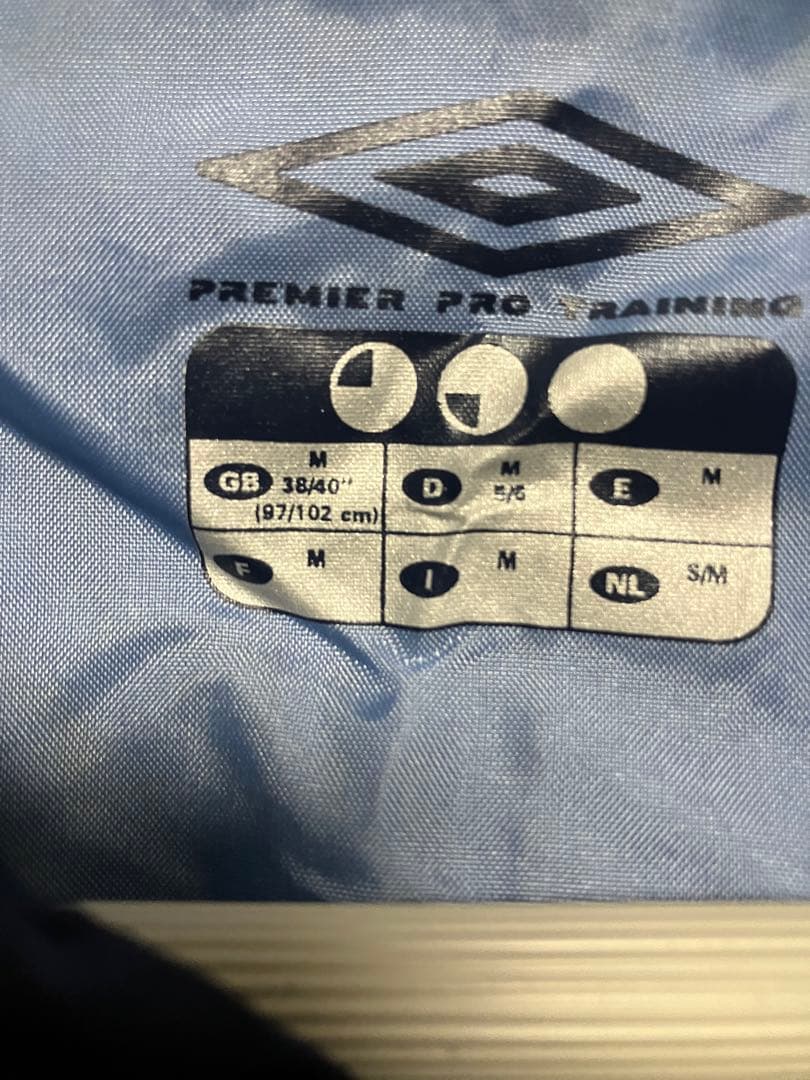 PREMIER PRO TRAINING
GB M 38/40" (97/102 cm)
D M 5/6
E M
F M
I M
NL S/M